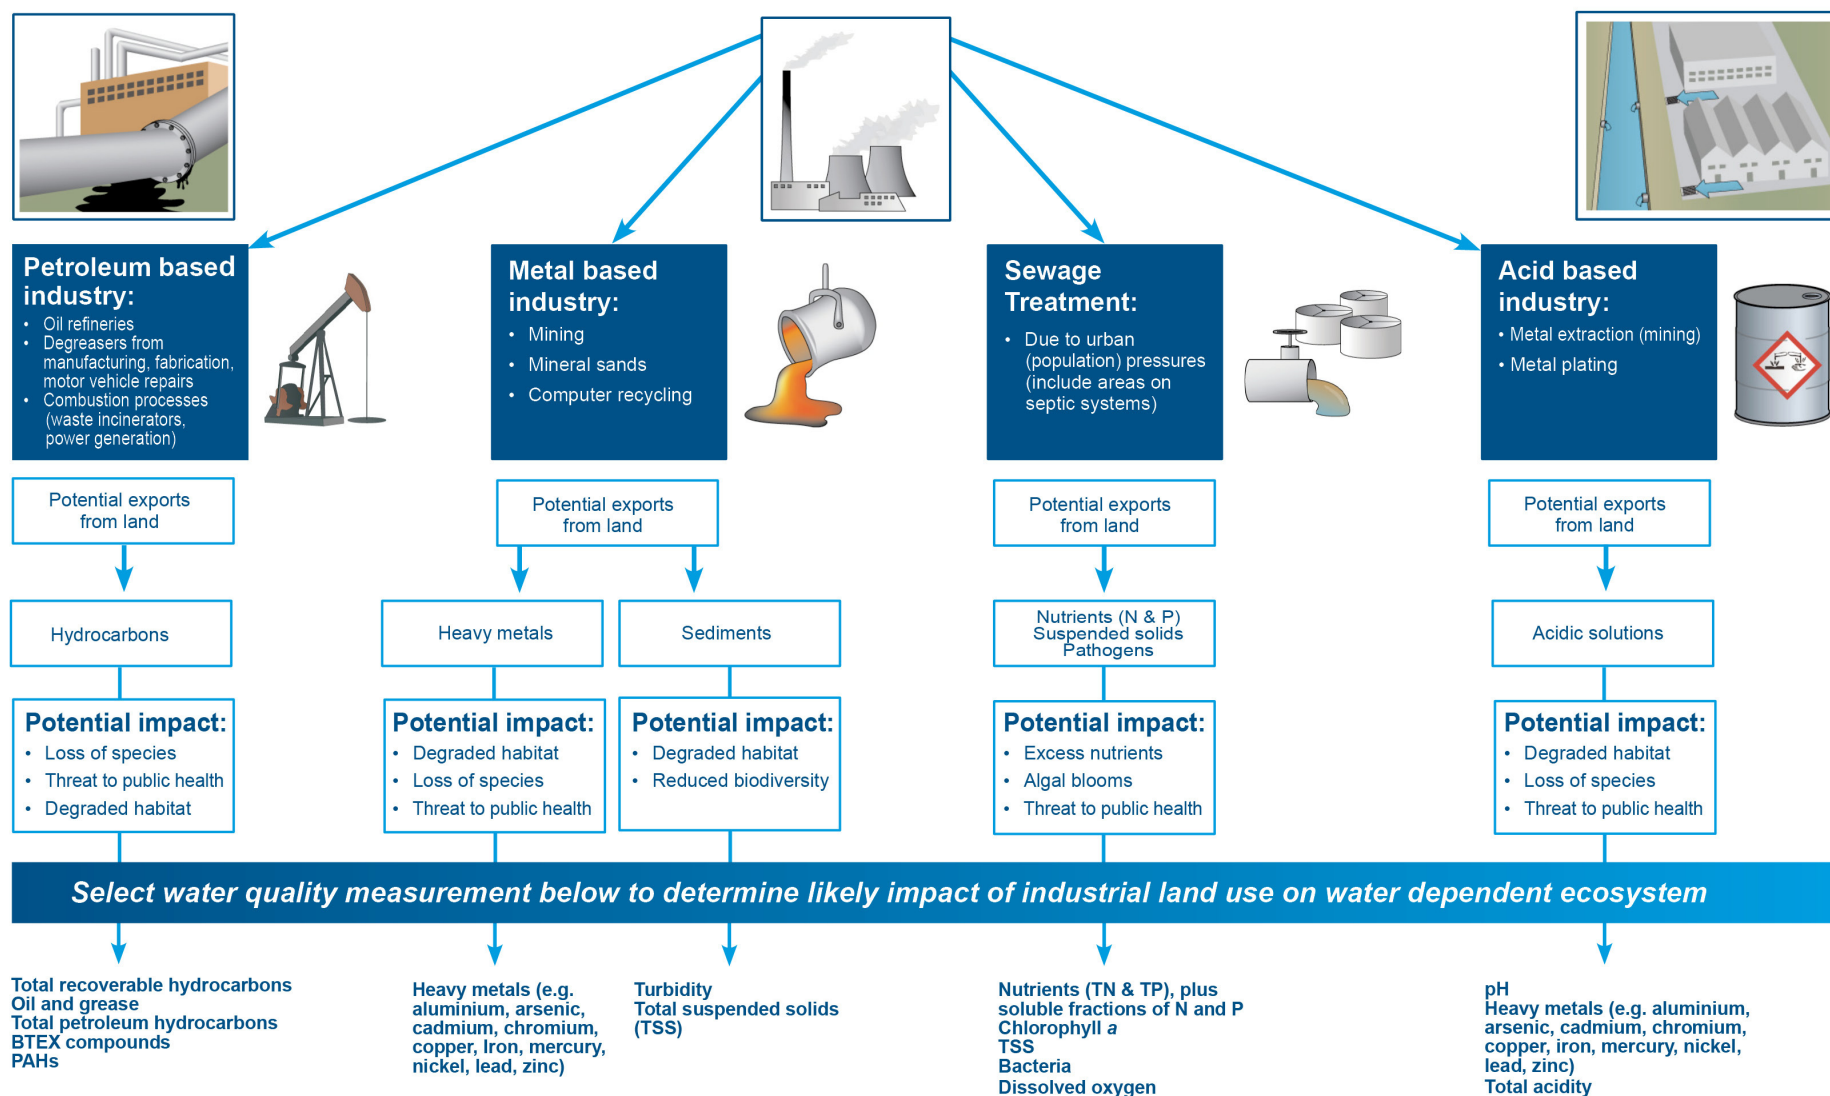 Petroleum based
industry:
• Oil refineries
• Degreasers from
manufacturing, fabrication,
motor vehicle repairs
• Combustion processes
(waste incinerators,
power generation)
Metal based
industry:
• Mining
• Mineral sands
• Computer recycling
Sewage
Treatment:
• Due to urban
(population) pressures
(include areas on
septic systems)
Acid based
industry:
• Metal extraction (mining)
• Metal plating
Potential exports
from land
Potential exports
from land
Potential exports
from land
Potential exports
from land
Hydrocarbons
Heavy metals
Sediments
Nutrients (N & P)
Suspended solids
Pathogens
Acidic solutions
Potential impact:
• Loss of species
• Threat to public health
• Degraded habitat
Potential impact:
• Degraded habitat
• Loss of species
• Threat to public health
Potential impact:
• Degraded habitat
• Reduced biodiversity
Potential impact:
• Excess nutrients
• Algal blooms
• Threat to public health
Potential impact:
• Degraded habitat
• Loss of species
• Threat to public health
Select water quality measurement below to determine likely impact of industrial land use on water dependent ecosystem
Total recoverable hydrocarbons
Oil and grease
Total petroleum hydrocarbons
BTEX compounds
PAHs
Heavy metals (e.g.
aluminium, arsenic,
cadmium, chromium,
copper, Iron, mercury,
nickel, lead, zinc)
Turbidity
Total suspended solids
(TSS)
Nutrients (TN & TP), plus
soluble fractions of N and P
Chlorophyll a
TSS
Bacteria
Dissolved oxygen
pH
Heavy metals (e.g. aluminium,
arsenic, cadmium, chromium,
copper, iron, mercury, nickel,
lead, zinc)
Total acidity